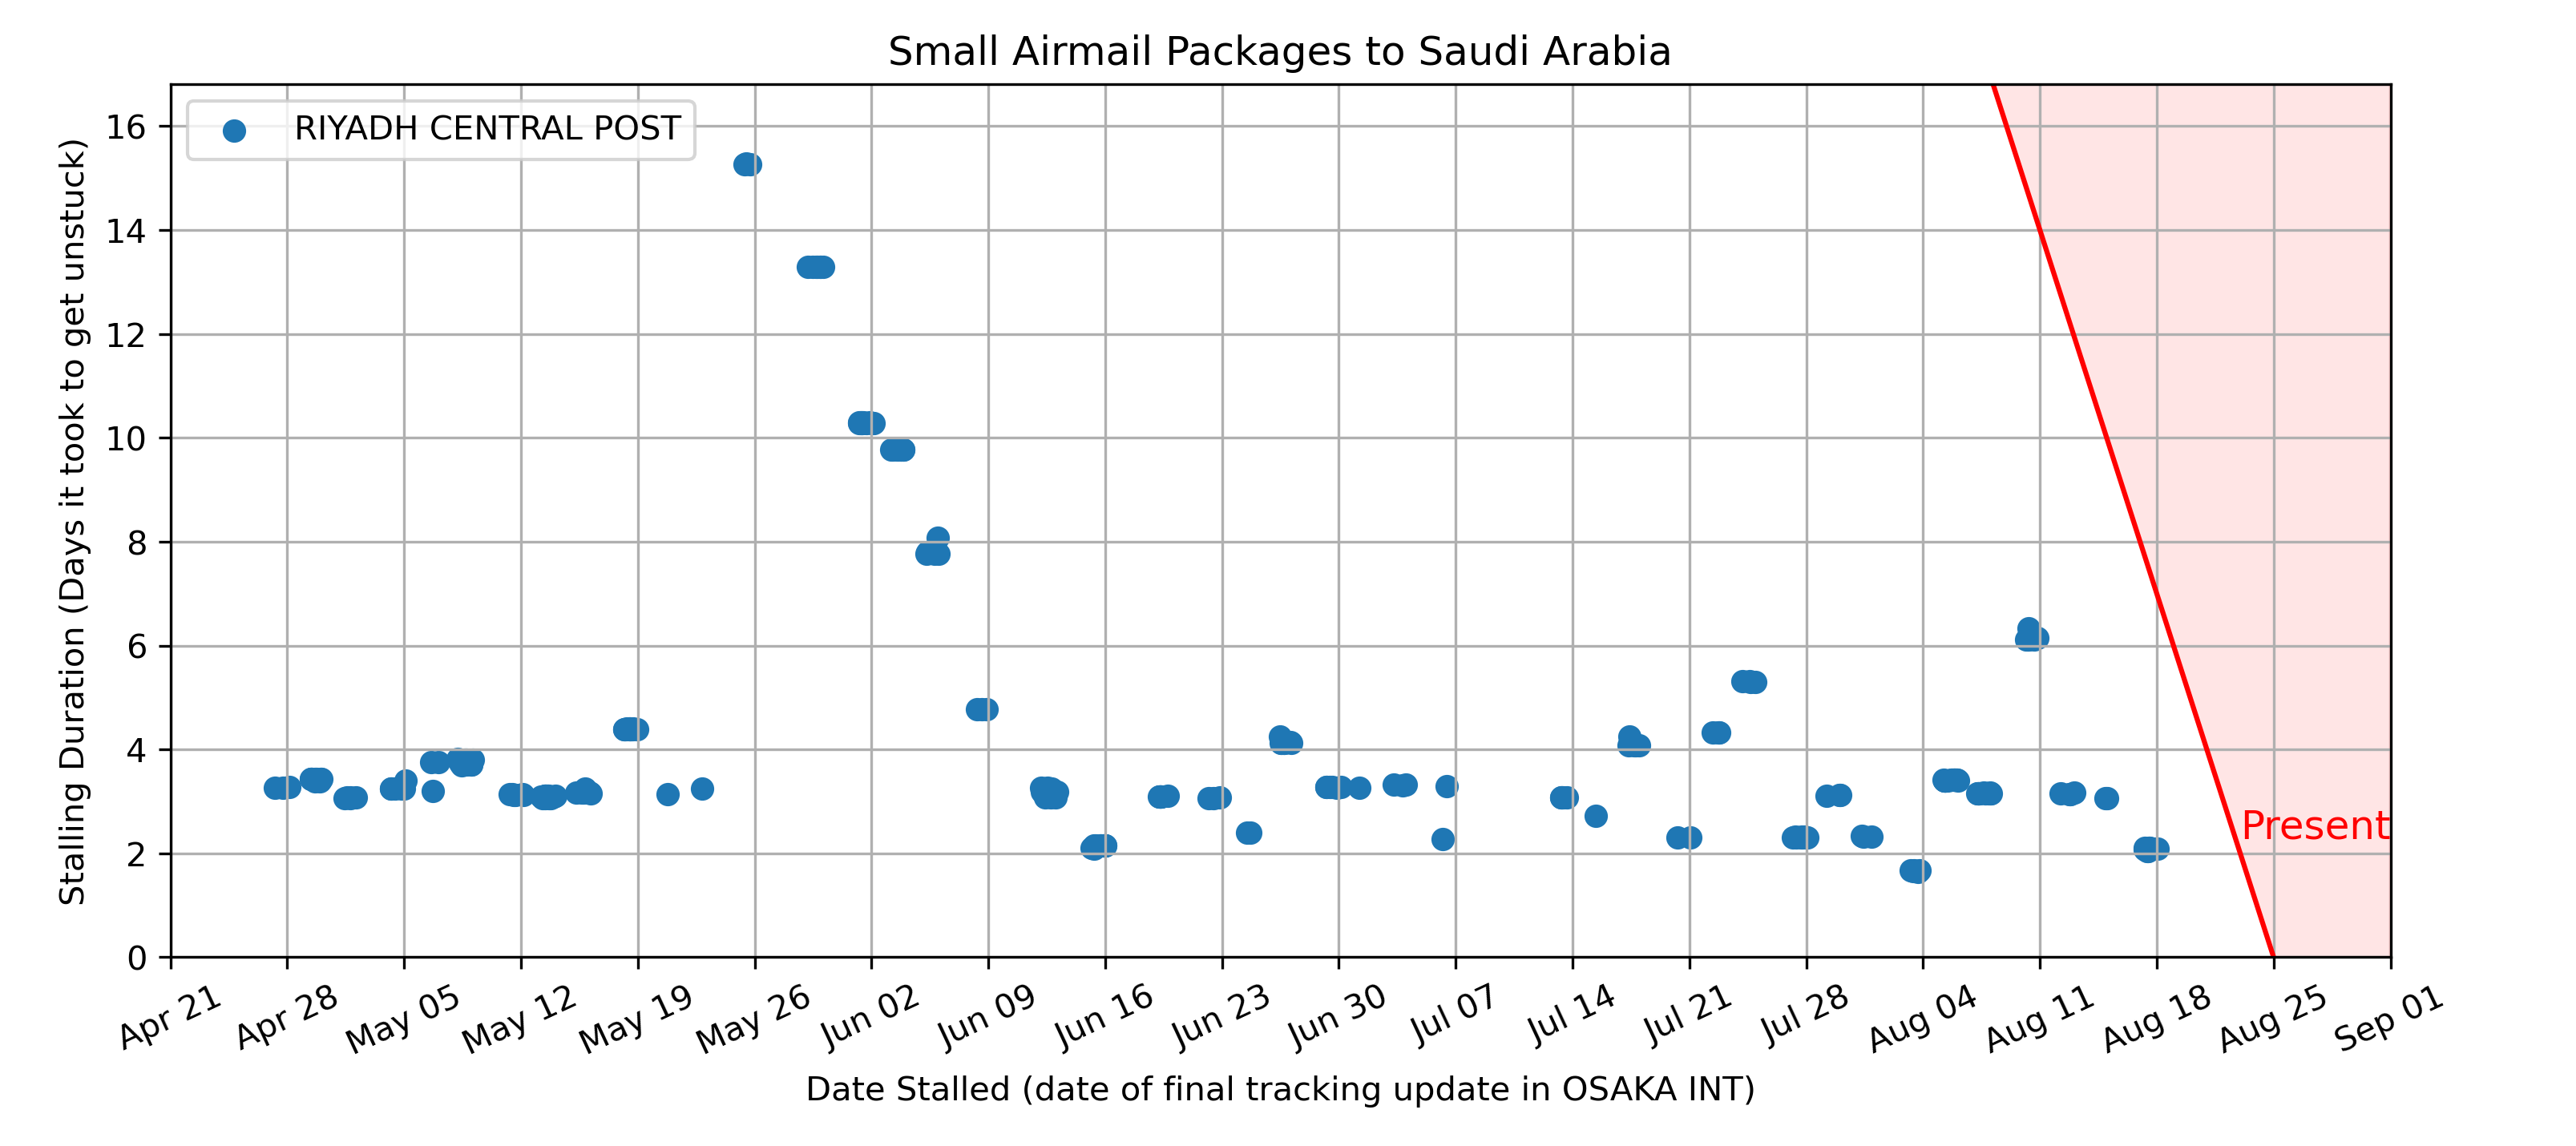 Small Airmail Packages to Saudi Arabia
RIYADH CENTRAL POST
Stalling Duration (Days it took to get unstuck)
16
14
12
10
8
6
4
2
0
Present
Apr 21 Apr 28 May 05 May 12 May 19 May 26 Jun 02 Jun 09 Jun 16 Jun 23 Jun 30 Jul 07 Jul 14 Jul 21 Jul 28 Aug 04 Aug 11 Aug 18 Aug 25 Sep 01
Date Stalled (date of final tracking update in OSAKA INT)